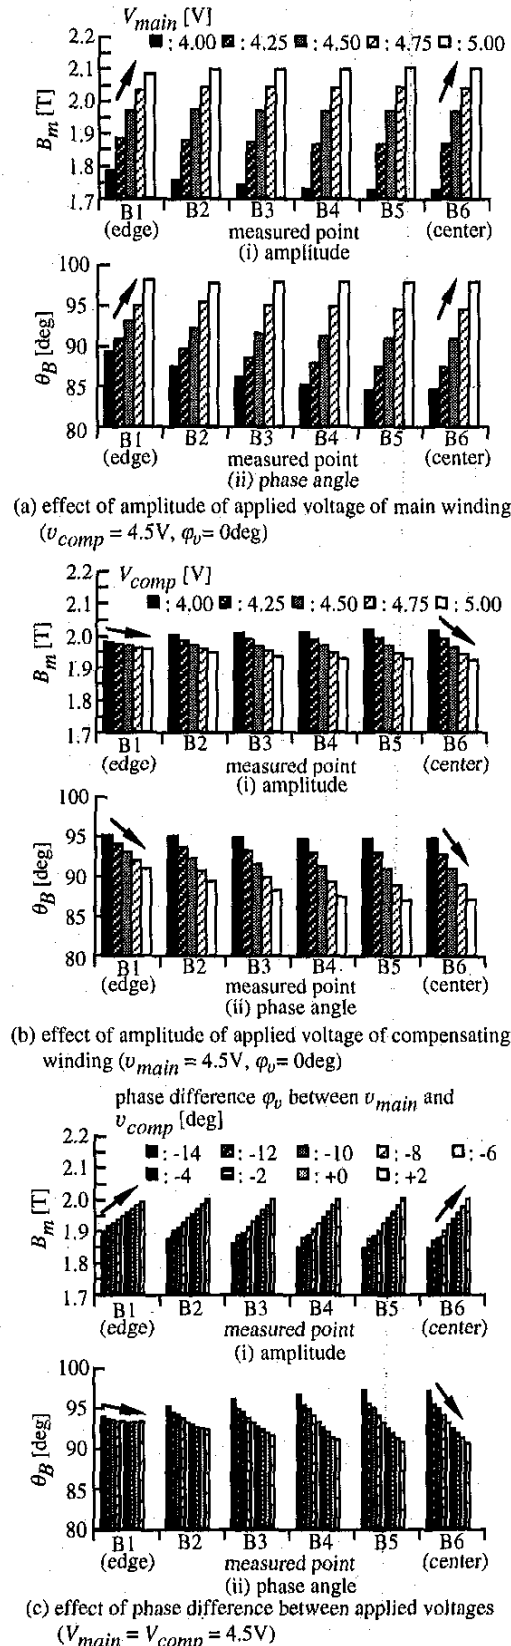 V_main [V]
■ : 4.00 ▨ : 4.25 ▩ : 4.50 ▨ : 4.75 □ : 5.00
B_m [T]
2.2
2.1
2.0
1.9
1.8
1.7
B1 B2 B3 B4 B5 B6
(edge) measured point (center)
(i) amplitude
θ_B [deg]
100
95
90
85
80
B1 B2 B3 B4 B5 B6
(edge) measured point (center)
(ii) phase angle
(a) effect of amplitude of applied voltage of main winding
(υ_comp = 4.5V, φ_υ = 0deg)
V_comp [V]
■ : 4.00 ▨ : 4.25 ▩ : 4.50 ▨ : 4.75 □ : 5.00
B_m [T]
2.2
2.1
2.0
1.9
1.8
1.7
B1 B2 B3 B4 B5 B6
(edge) measured point (center)
(i) amplitude
θ_B [deg]
100
95
90
85
80
B1 B2 B3 B4 B5 B6
(edge) measured point (center)
(ii) phase angle
(b) effect of amplitude of applied voltage of compensating
winding (υ_main = 4.5V, φ_υ= 0deg)
phase difference φ_υ between υ_main and
υ_comp [deg]
■ : -14 ▨ : -12 ▩ : -10 ▨ : -8 □ : -6
■ : -4 ■ : -2 ▩ : +0 □ : +2
B_m [T]
2.2
2.1
2.0
1.9
1.8
1.7
B1 B2 B3 B4 B5 B6
(edge) measured point (center)
(i) amplitude
θ_B [deg]
100
95
90
85
80
B1 B2 B3 B4 B5 B6
(edge) measured point (center)
(ii) phase angle
(c) effect of phase difference between applied voltages
(V_main = V_comp = 4.5V)